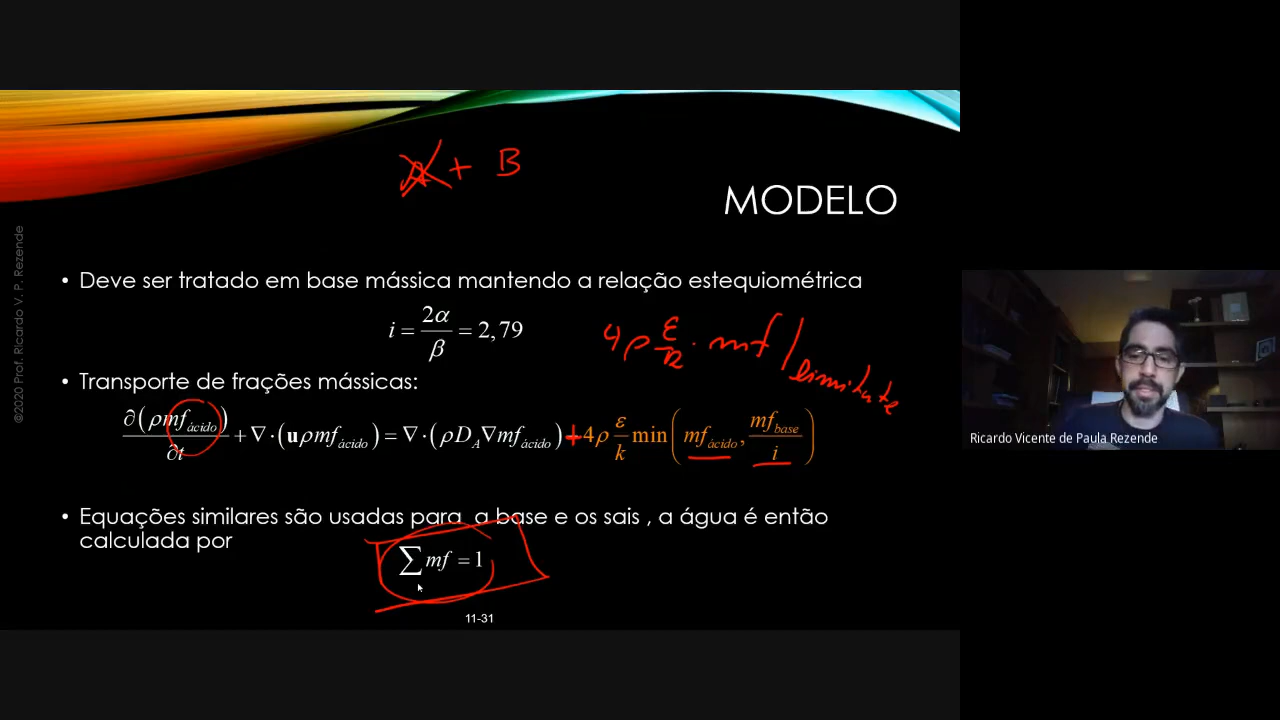 A + B
MODELO
©2020 Prof. Ricardo V. P. Rezende
• Deve ser tratado em base mássica mantendo a relação estequiométrica
i = 2α/β = 2,79
4ρ ε/k · mf | limitate
• Transporte de frações mássicas:
∂(ρmf_ácido)/∂t + ∇·(uρmf_ácido) = ∇·(ρD_A∇mf_ácido) + 4ρ ε/k min(mf_ácido, mf_base/i)
• Equações similares são usadas para a base e os sais , a água é então
calculada por
∑ mf = 1
11-31
Ricardo Vicente de Paula Rezende